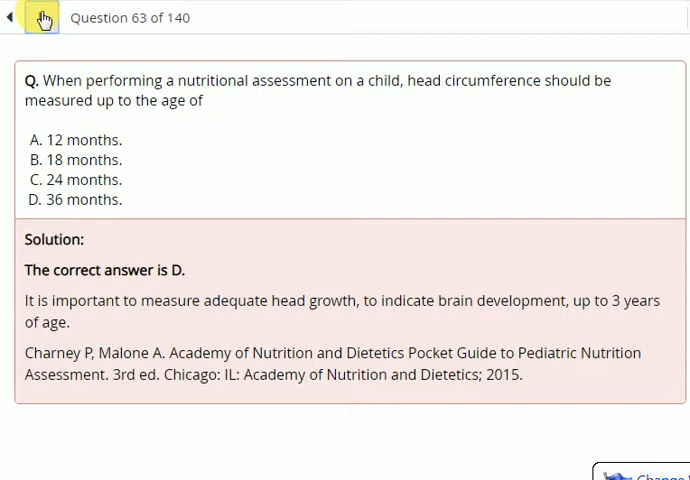 Question 63 of 140
Q. When performing a nutritional assessment on a child, head circumference should be
measured up to the age of
A. 12 months.
B. 18 months.
C. 24 months.
D. 36 months.
Solution:
The correct answer is D.
It is important to measure adequate head growth, to indicate brain development, up to 3 years
of age.
Charney P, Malone A. Academy of Nutrition and Dietetics Pocket Guide to Pediatric Nutrition
Assessment. 3rd ed. Chicago: IL: Academy of Nutrition and Dietetics; 2015.
Change